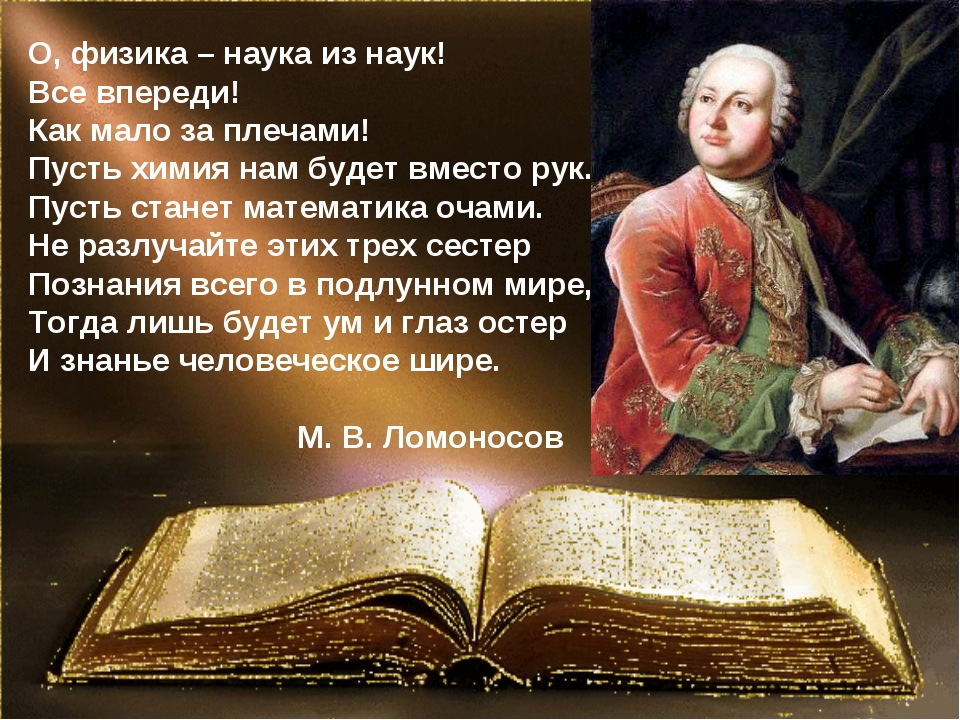 О, физика – наука из наук!
Все впереди!
Как мало за плечами!
Пусть химия нам будет вместо рук.
Пусть станет математика очами.
Не разлучайте этих трех сестер
Познания всего в подлунном мире,
Тогда лишь будет ум и глаз остер
И знанье человеческое шире.
М. В. Ломоносов